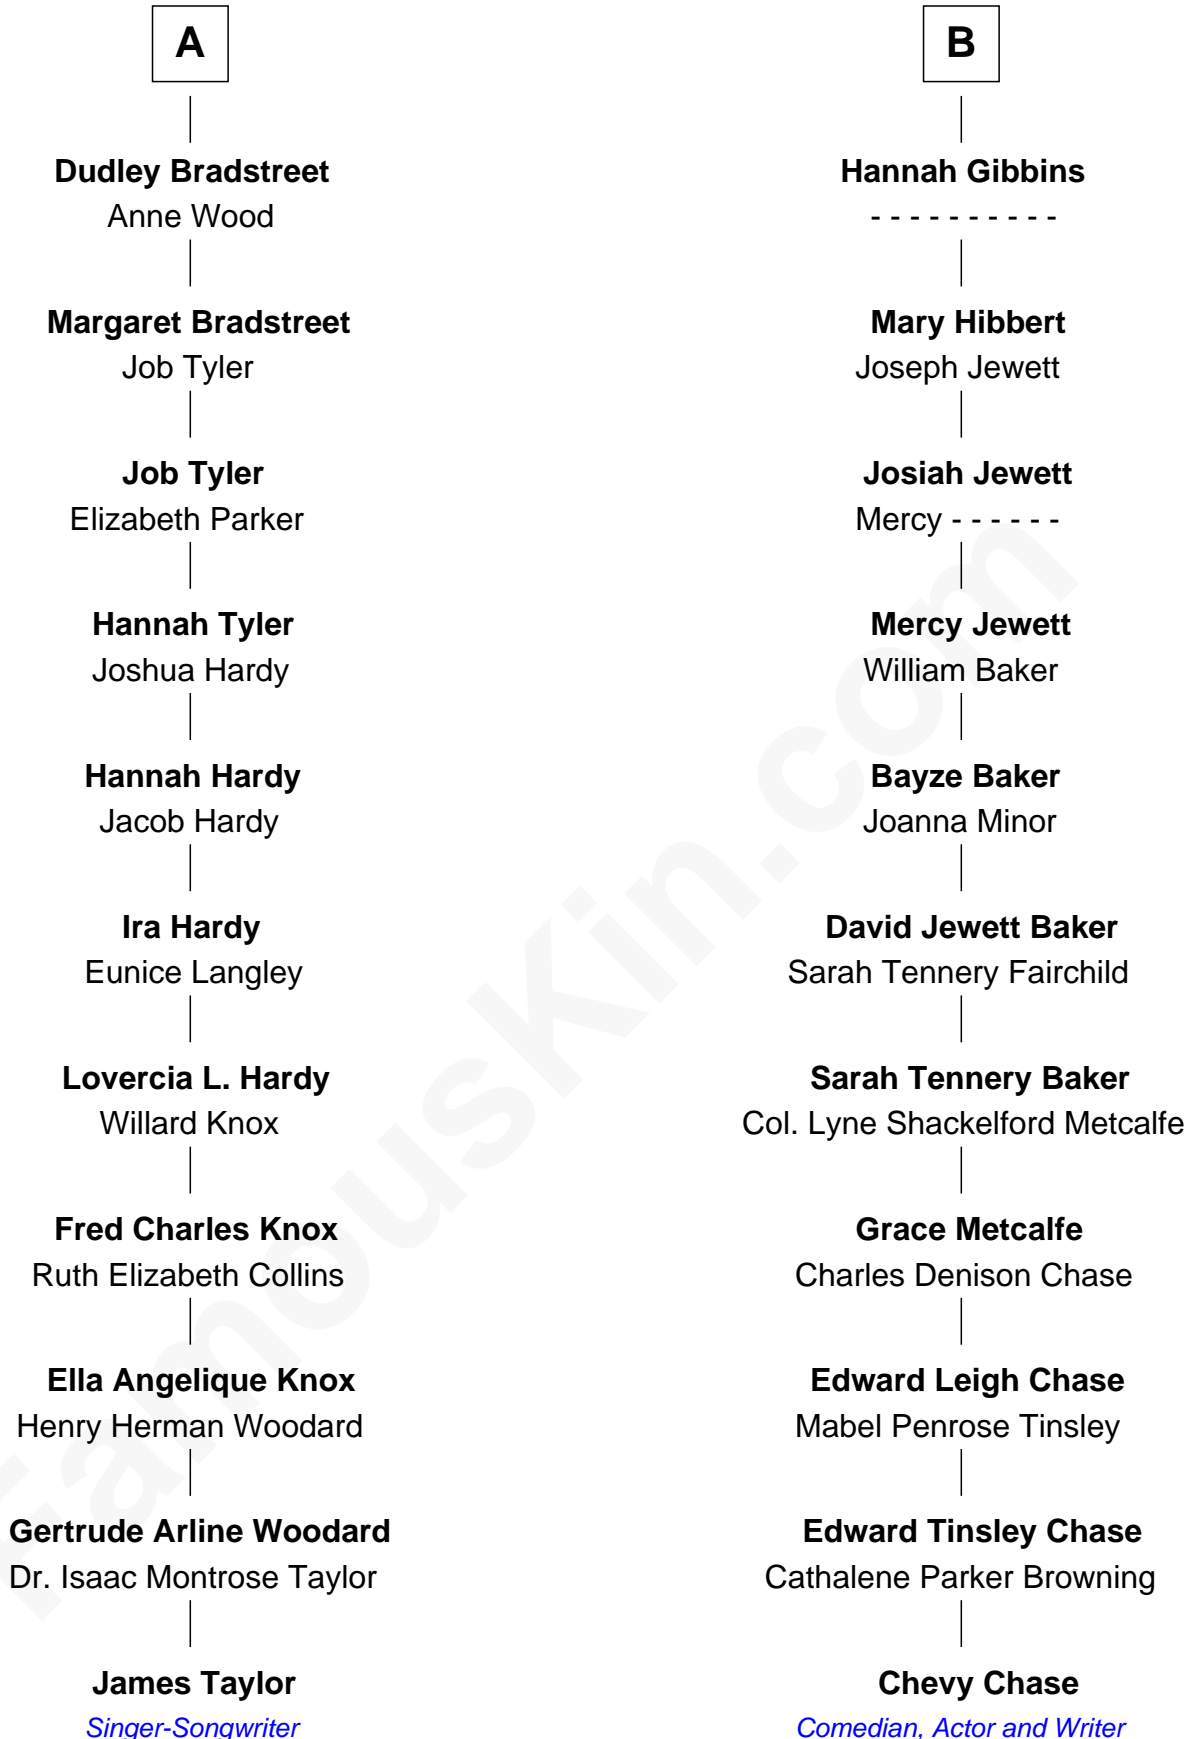 A
Dudley Bradstreet
Anne Wood
Margaret Bradstreet
Job Tyler
Job Tyler
Elizabeth Parker
Hannah Tyler
Joshua Hardy
Hannah Hardy
Jacob Hardy
Ira Hardy
Eunice Langley
Lovercia L. Hardy
Willard Knox
Fred Charles Knox
Ruth Elizabeth Collins
Ella Angelique Knox
Henry Herman Woodard
Gertrude Arline Woodard
Dr. Isaac Montrose Taylor
James Taylor
Singer-Songwriter
B
Hannah Gibbins
- - - - - - - - - -
Mary Hibbert
Joseph Jewett
Josiah Jewett
Mercy - - - - - -
Mercy Jewett
William Baker
Bayze Baker
Joanna Minor
David Jewett Baker
Sarah Tennery Fairchild
Sarah Tennery Baker
Col. Lyne Shackelford Metcalfe
Grace Metcalfe
Charles Denison Chase
Edward Leigh Chase
Mabel Penrose Tinsley
Edward Tinsley Chase
Cathalene Parker Browning
Chevy Chase
Comedian, Actor and Writer
FamousKin.com